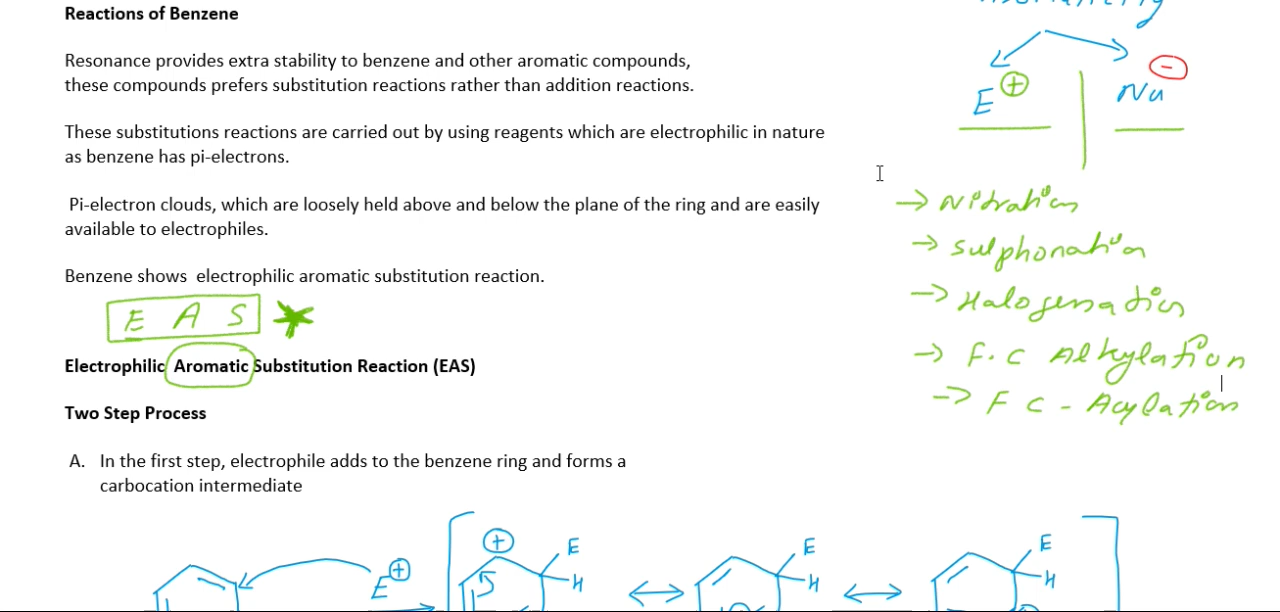 Reactions of Benzene
Resonance provides extra stability to benzene and other aromatic compounds,
these compounds prefers substitution reactions rather than addition reactions.
These substitutions reactions are carried out by using reagents which are electrophilic in nature
as benzene has pi-electrons.
Pi-electron clouds, which are loosely held above and below the plane of the ring and are easily
available to electrophiles.
Benzene shows  electrophilic aromatic substitution reaction.
E A S
Electrophilic Aromatic Substitution Reaction (EAS)
Two Step Process
A. In the first step, electrophile adds to the benzene ring and forms a
carbocation intermediate
E⊕
⊕ E
H
E
H
E
H
E⊕
Nu⊖
→ Nitration
→ Sulphonation
→ Halogenation
→ F.C Alkylation
→ F C - Acylation